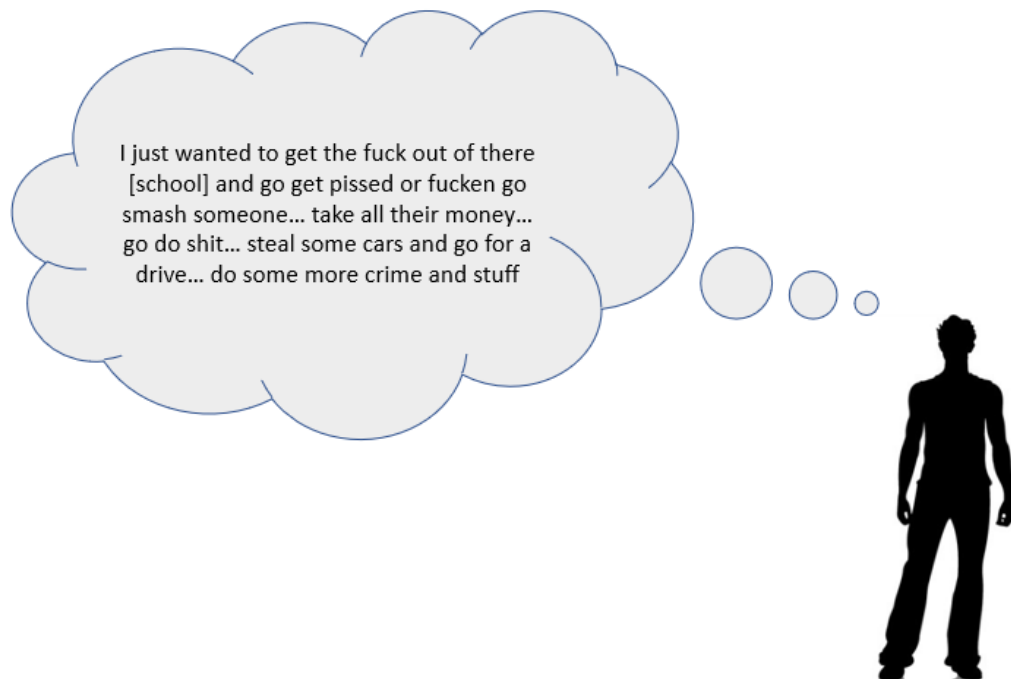 I just wanted to get the fuck out of there
[school] and go get pissed or fucken go
smash someone… take all their money…
go do shit… steal some cars and go for a
drive… do some more crime and stuff